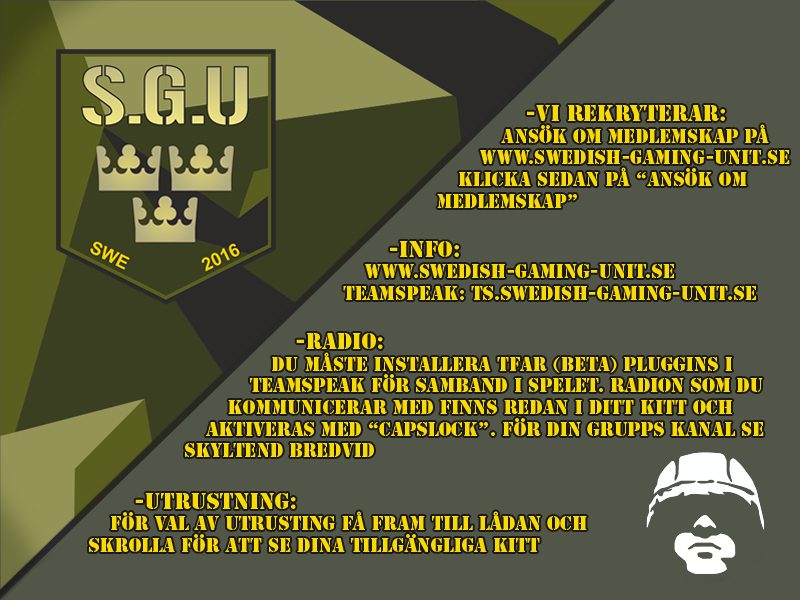 S.G.U
SWE 2016
-VI REKRYTERAR:
ANSÖK OM MEDLEMSKAP PÅ
WWW.SWEDISH-GAMING-UNIT.SE
KLICKA SEDAN PÅ “ANSÖK OM
MEDLEMSKAP”
-INFO:
WWW.SWEDISH-GAMING-UNIT.SE
TEAMSPEAK: TS.SWEDISH-GAMING-UNIT.SE
-RADIO:
DU MÅSTE INSTALLERA TFAR (BETA) PLUGGINS I
TEAMSPEAK FÖR SAMBAND I SPELET. RADION SOM DU
KOMMUNICERAR MED FINNS REDAN I DITT KITT OCH
AKTIVERAS MED “CAPSLOCK”. FÖR DIN GRUPPS KANAL SE
SKYLTEND BREDVID
-UTRUSTNING:
FÖR VAL AV UTRUSTING FÅ FRAM TILL LÅDAN OCH
SKROLLA FÖR ATT SE DINA TILLGÄNGLIGA KITT